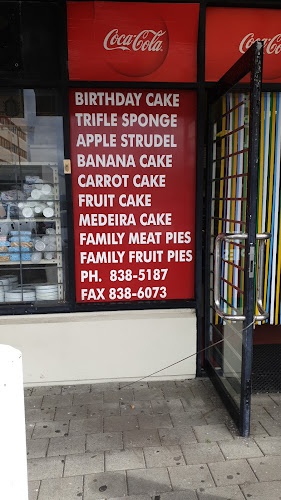 Coca-Cola
Coca-Cola
BIRTHDAY CAKE
TRIFLE SPONGE
APPLE STRUDEL
BANANA CAKE
CARROT CAKE
FRUIT CAKE
MEDEIRA CAKE
FAMILY MEAT PIES
FAMILY FRUIT PIES
PH. 838-5187
FAX 838-6073